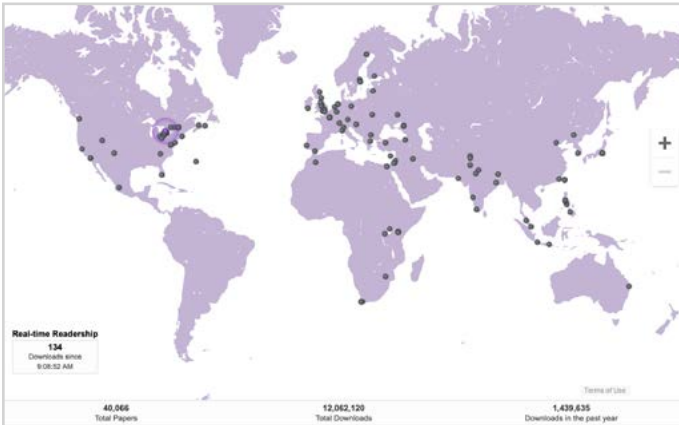 +
−
Real-time Readership
134
Downloads since
9:08:52 AM
Terms of Use
40,066
Total Papers
12,062,120
Total Downloads
1,439,635
Downloads in the past year